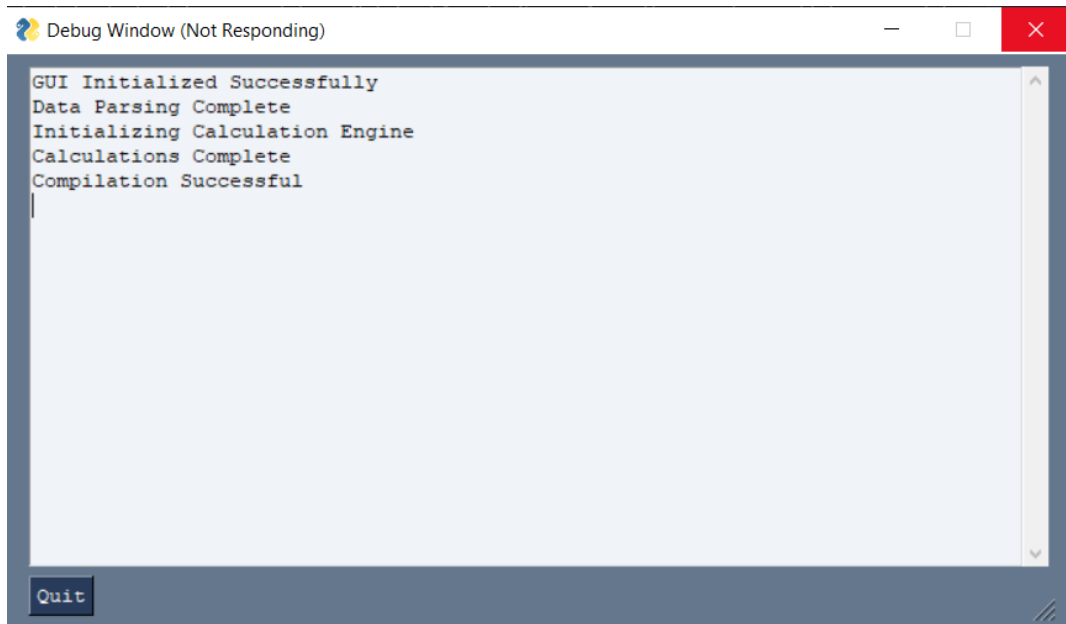 Debug Window (Not Responding)
GUI Initialized Successfully
Data Parsing Complete
Initializing Calculation Engine
Calculations Complete
Compilation Successful
Quit